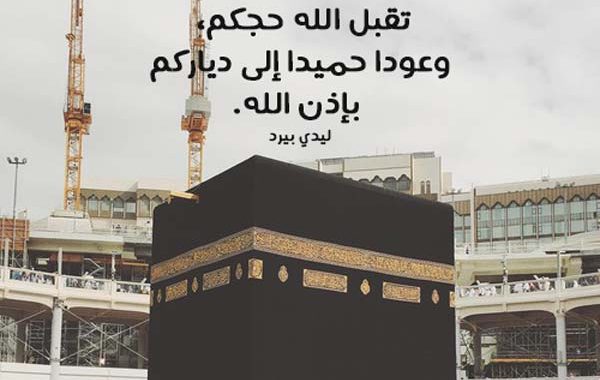 تقبل الله حجكم،
وعودا حميدا إلى دياركم
بإذن الله.
ليدي بيرد